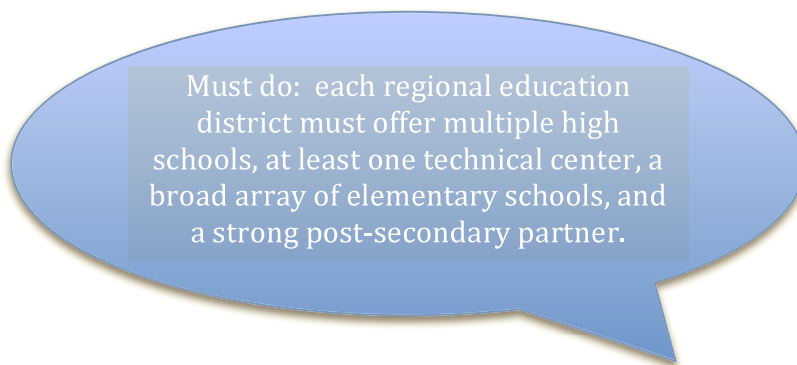 Must do:  each regional education
district must offer multiple high
schools, at least one technical center, a
broad array of elementary schools, and
a strong post-secondary partner.